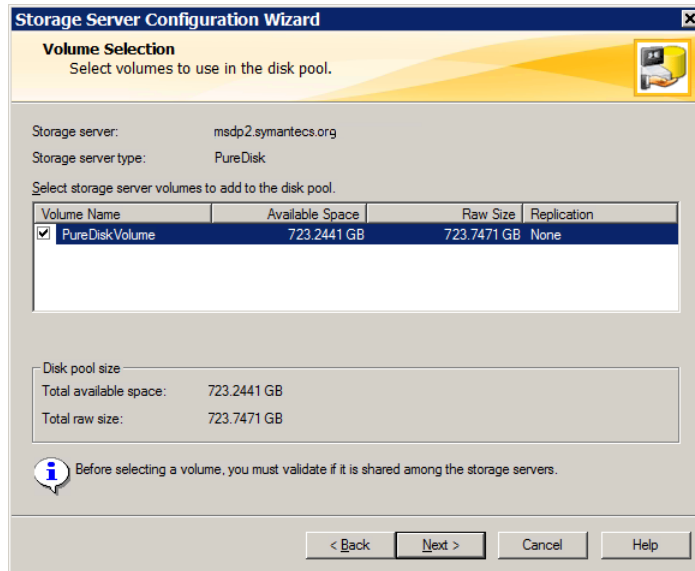 Storage Server Configuration Wizard
Volume Selection
Select volumes to use in the disk pool.
Storage server: msdp2.symantecs.org
Storage server type: PureDisk
Select storage server volumes to add to the disk pool.
Volume Name Available Space Raw Size Replication
PureDiskVolume 723.2441 GB 723.7471 GB None
Disk pool size
Total available space: 723.2441 GB
Total raw size: 723.7471 GB
Before selecting a volume, you must validate if it is shared among the storage servers.
< Back Next > Cancel Help